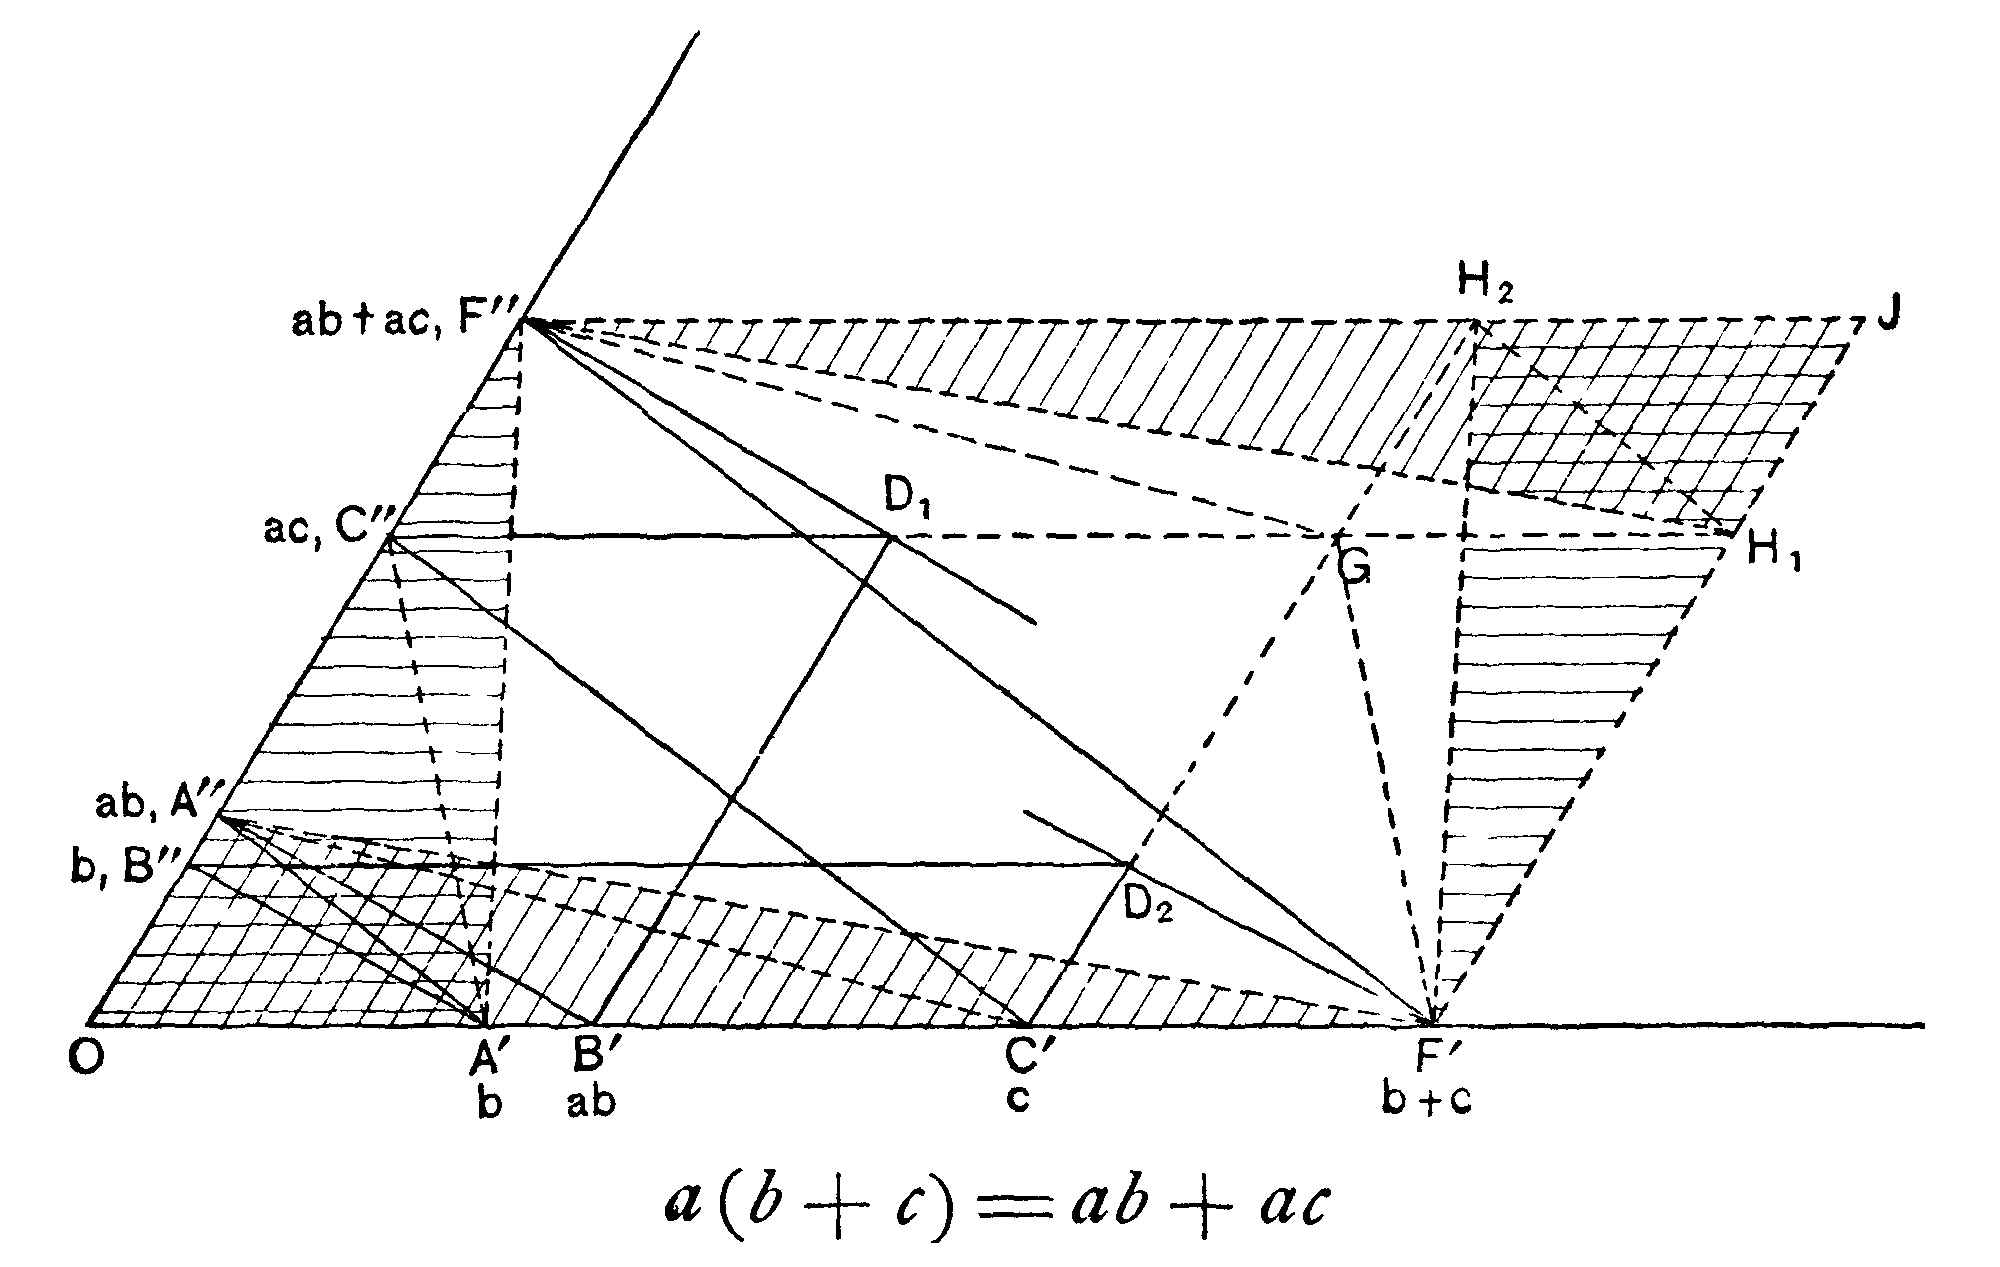 H₂
J
ab + ac, F″
D₁
ac, C″
G
H₁
ab, A″
b, B″
D₂
O A′ B′ C′ F′
b ab c b + c
a (b + c) = ab + ac